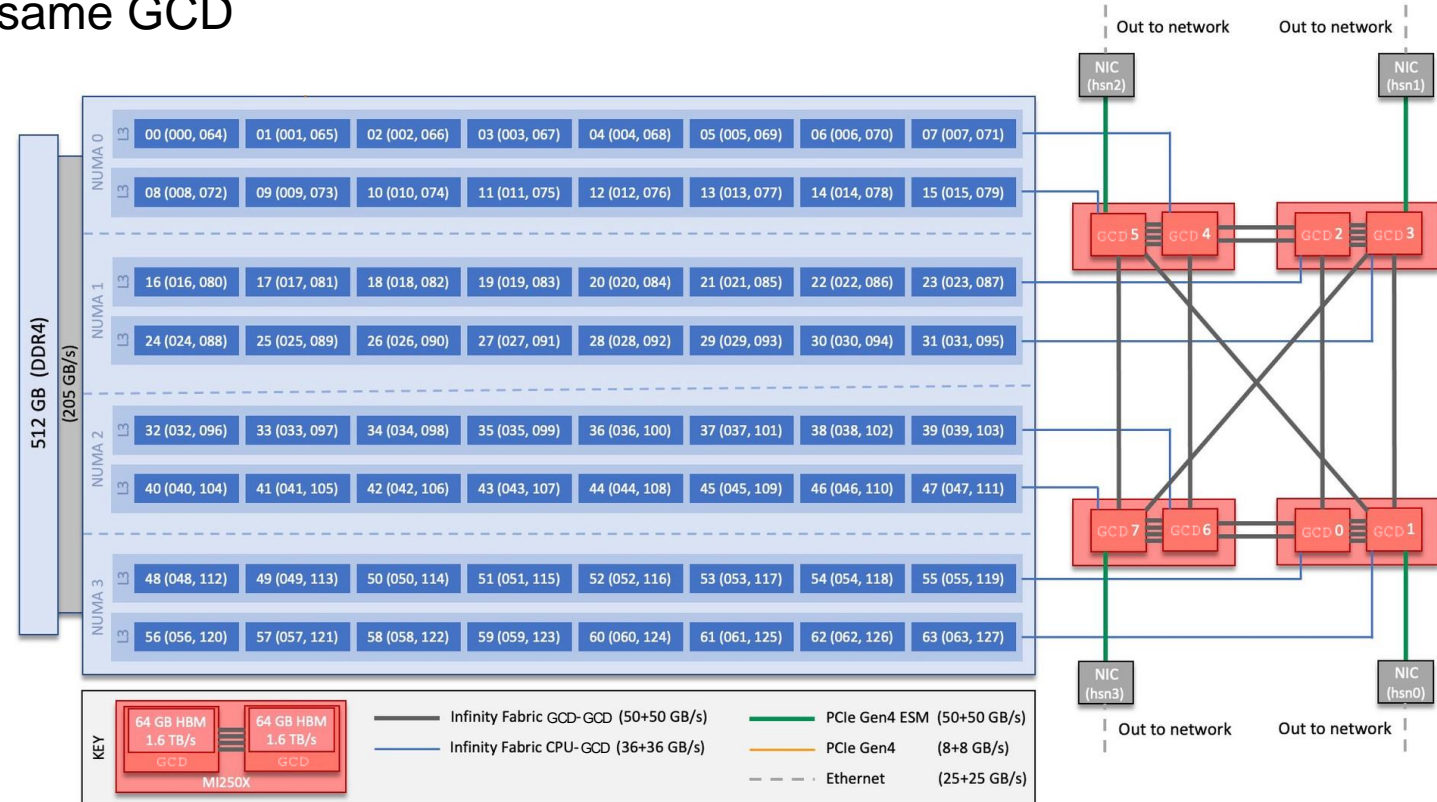 same GCD
Out to network
Out to network
NIC
(hsn2)
NIC
(hsn1)
512 GB (DDR4)
(205 GB/s)
NUMA 0
L3
00 (000, 064) 01 (001, 065) 02 (002, 066) 03 (003, 067) 04 (004, 068) 05 (005, 069) 06 (006, 070) 07 (007, 071)
L3
08 (008, 072) 09 (009, 073) 10 (010, 074) 11 (011, 075) 12 (012, 076) 13 (013, 077) 14 (014, 078) 15 (015, 079)
NUMA 1
L3
16 (016, 080) 17 (017, 081) 18 (018, 082) 19 (019, 083) 20 (020, 084) 21 (021, 085) 22 (022, 086) 23 (023, 087)
L3
24 (024, 088) 25 (025, 089) 26 (026, 090) 27 (027, 091) 28 (028, 092) 29 (029, 093) 30 (030, 094) 31 (031, 095)
NUMA 2
L3
32 (032, 096) 33 (033, 097) 34 (034, 098) 35 (035, 099) 36 (036, 100) 37 (037, 101) 38 (038, 102) 39 (039, 103)
L3
40 (040, 104) 41 (041, 105) 42 (042, 106) 43 (043, 107) 44 (044, 108) 45 (045, 109) 46 (046, 110) 47 (047, 111)
NUMA 3
L3
48 (048, 112) 49 (049, 113) 50 (050, 114) 51 (051, 115) 52 (052, 116) 53 (053, 117) 54 (054, 118) 55 (055, 119)
L3
56 (056, 120) 57 (057, 121) 58 (058, 122) 59 (059, 123) 60 (060, 124) 61 (061, 125) 62 (062, 126) 63 (063, 127)
GCD 5 GCD 4 GCD 2 GCD 3
GCD 7 GCD 6 GCD 0 GCD 1
NIC
(hsn3)
NIC
(hsn0)
Out to network
Out to network
KEY
64 GB HBM
1.6 TB/s
GCD
64 GB HBM
1.6 TB/s
GCD
MI250X
Infinity Fabric GCD-GCD (50+50 GB/s)
Infinity Fabric CPU-GCD (36+36 GB/s)
PCIe Gen4 ESM (50+50 GB/s)
PCIe Gen4 (8+8 GB/s)
Ethernet (25+25 GB/s)